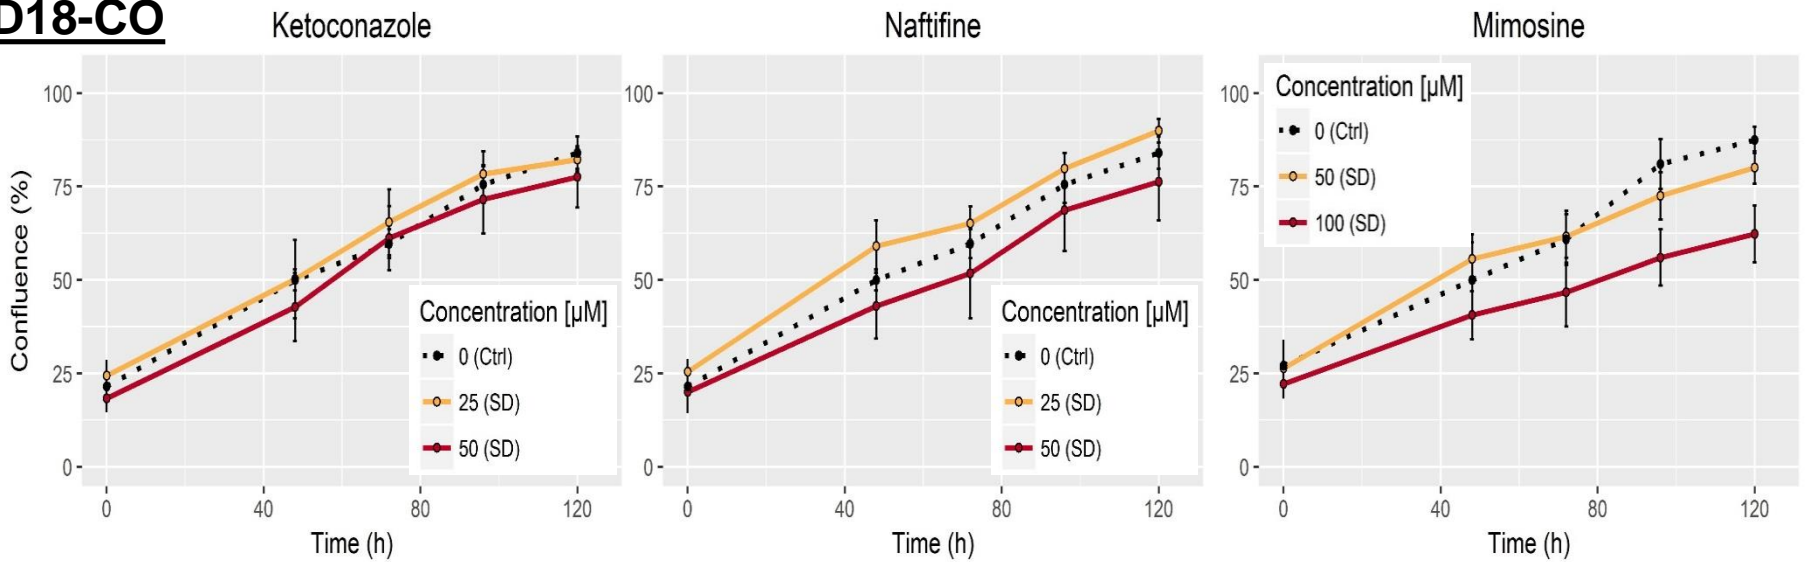 D18-CO
Ketoconazole
Naftifine
Mimosine
Confluence (%)
100
75
50
25
0
0
40
80
120
Time (h)
Concentration [µM]
0 (Ctrl)
25 (SD)
50 (SD)
100
75
50
25
0
0
40
80
120
Time (h)
Concentration [µM]
0 (Ctrl)
25 (SD)
50 (SD)
100
75
50
25
0
0
40
80
120
Time (h)
Concentration [µM]
0 (Ctrl)
50 (SD)
100 (SD)